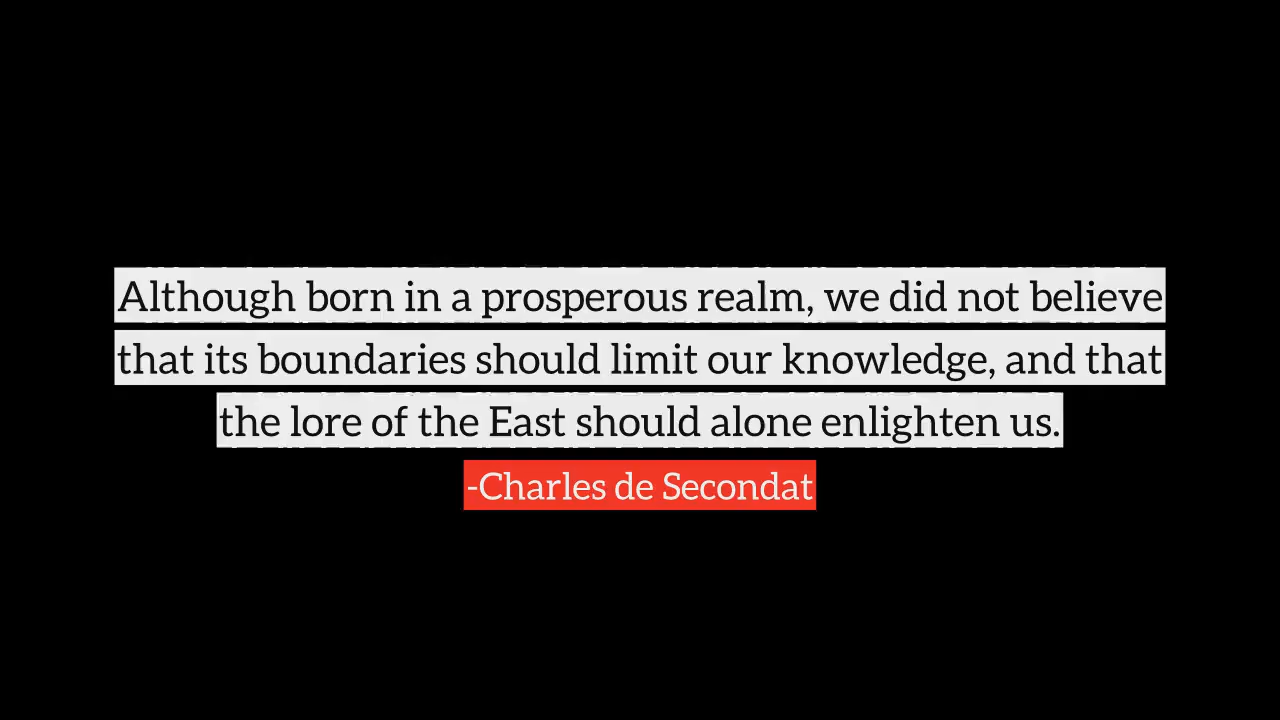 Although born in a prosperous realm, we did not believe
that its boundaries should limit our knowledge, and that
the lore of the East should alone enlighten us.
-Charles de Secondat